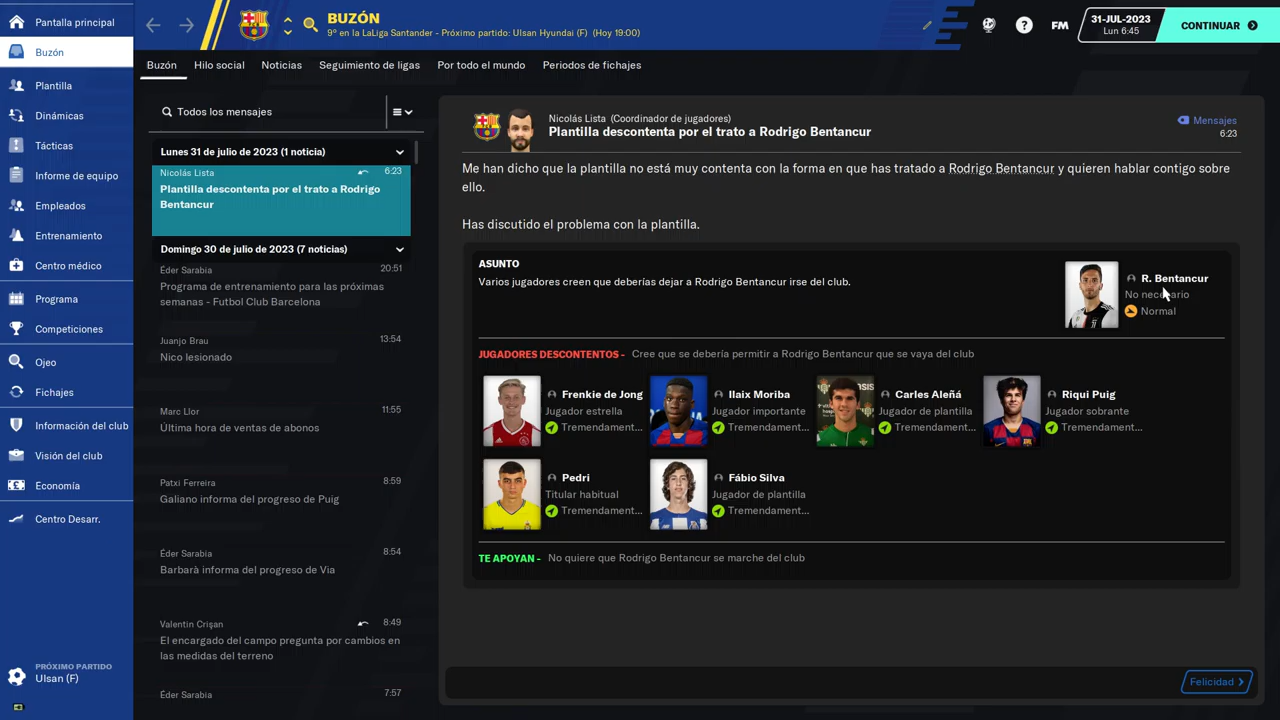 Pantalla principal
Buzón
Plantilla
Dinámicas
Tácticas
Informe de equipo
Empleados
Entrenamiento
Centro médico
Programa
Competiciones
Ojeo
Fichajes
Información del club
Visión del club
Economía
Centro Desarr.
PRÓXIMO PARTIDO
Ulsan (F)
BUZÓN
9º en la LaLiga Santander - Próximo partido: Ulsan Hyundai (F) (Hoy 19:00)
FM
31-JUL-2023
Lun 6:45
CONTINUAR
Buzón Hilo social Noticias Seguimiento de ligas Por todo el mundo Periodos de fichajes
Todos los mensajes
Lunes 31 de julio de 2023 (1 noticia)
Nicolás Lista 6:23
Plantilla descontenta por el trato a Rodrigo
Bentancur
Domingo 30 de julio de 2023 (7 noticias)
Éder Sarabia 20:51
Programa de entrenamiento para las próximas
semanas - Futbol Club Barcelona
Juanjo Brau 13:54
Nico lesionado
Marc Llor 11:55
Última hora de ventas de abonos
Patxi Ferreira 8:59
Galiano informa del progreso de Puig
Éder Sarabia 8:54
Barbarà informa del progreso de Via
Valentin Crişan 8:49
El encargado del campo pregunta por cambios en
las medidas del terreno
Éder Sarabia 7:57
Nicolás Lista (Coordinador de jugadores)
Plantilla descontenta por el trato a Rodrigo Bentancur
Mensajes
6:23
Me han dicho que la plantilla no está muy contenta con la forma en que has tratado a Rodrigo Bentancur y quieren hablar contigo sobre
ello.
Has discutido el problema con la plantilla.
ASUNTO
Varios jugadores creen que deberías dejar a Rodrigo Bentancur irse del club.
R. Bentancur
No necesario
Normal
JUGADORES DESCONTENTOS - Cree que se debería permitir a Rodrigo Bentancur que se vaya del club
Frenkie de Jong
Jugador estrella
Tremendament...
Ilaix Moriba
Jugador importante
Tremendament...
Carles Aleñá
Jugador de plantilla
Tremendament...
Riqui Puig
Jugador sobrante
Tremendament...
Pedri
Titular habitual
Tremendament...
Fábio Silva
Jugador de plantilla
Tremendament...
TE APOYAN - No quiere que Rodrigo Bentancur se marche del club
Felicidad